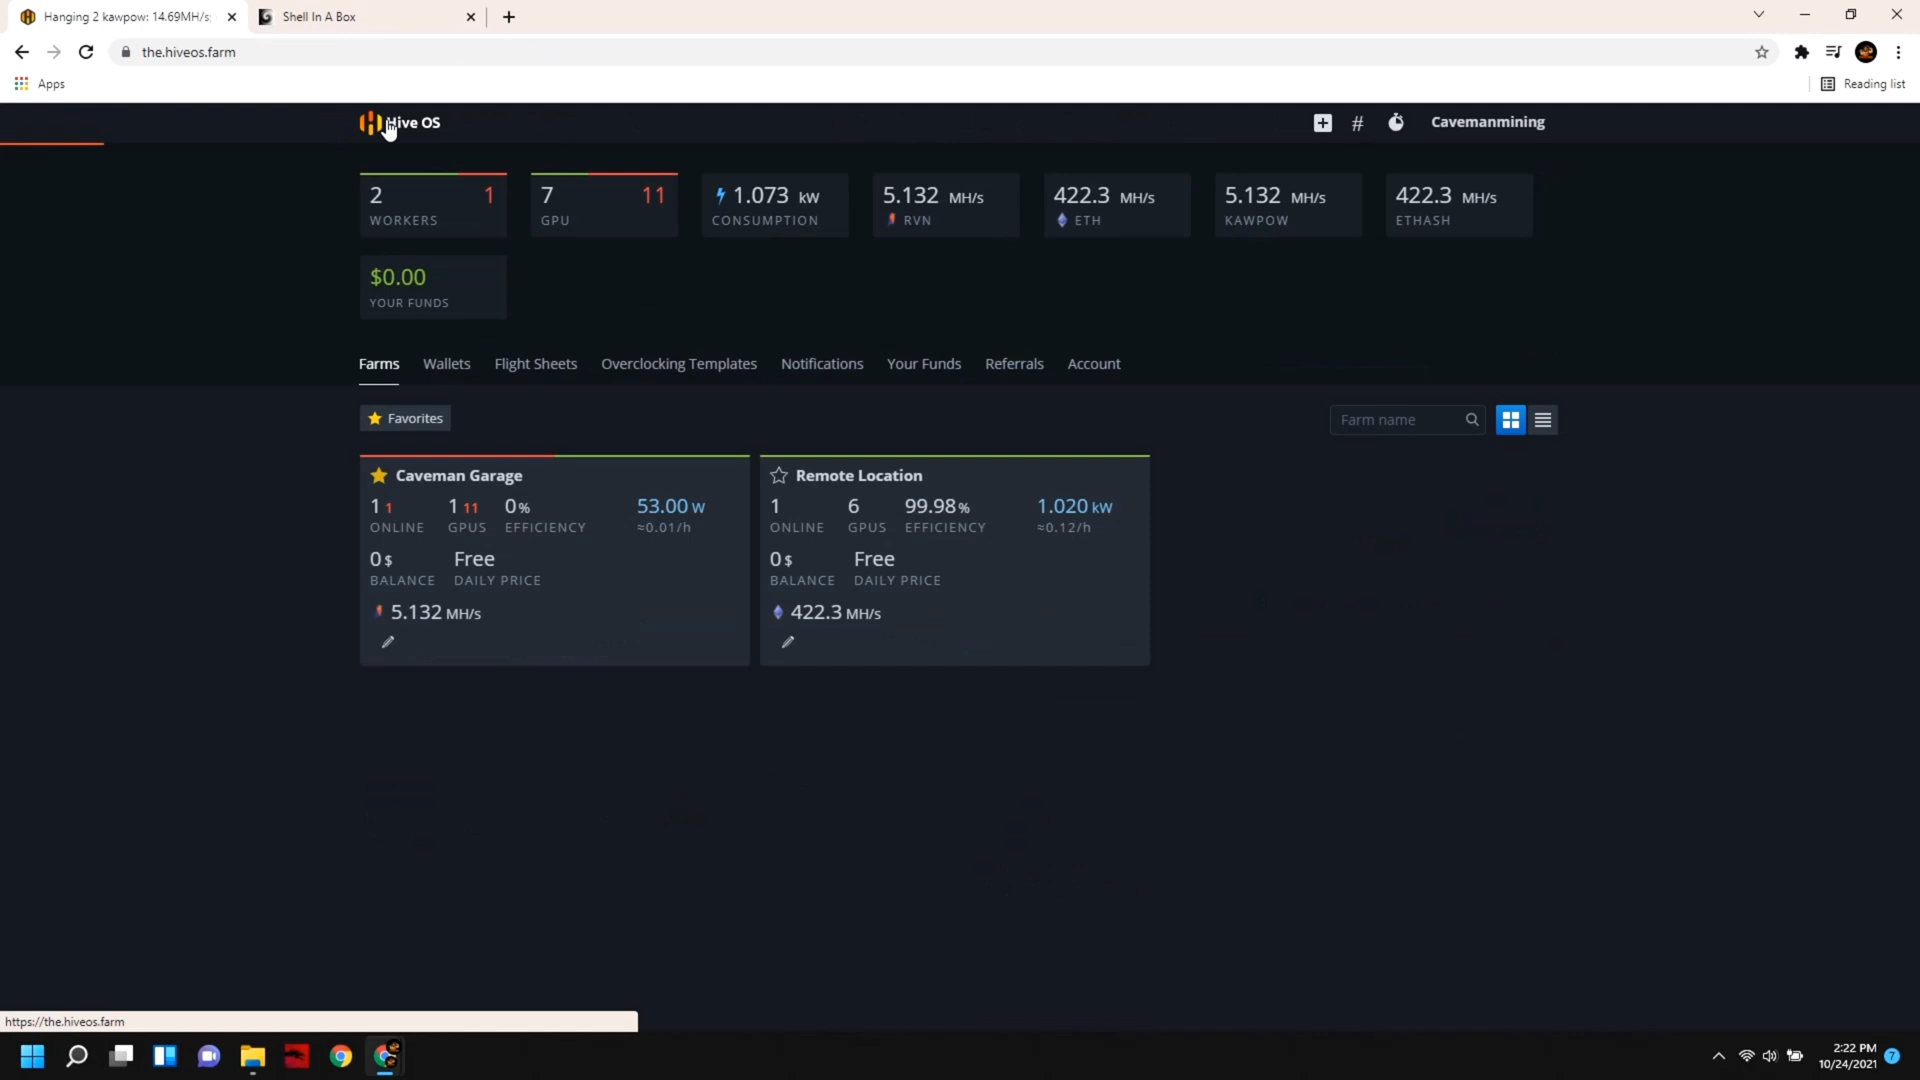 Hanging 2 kawpow: 14.69MH/s;
Shell In A Box
the.hiveos.farm
Apps
Reading list
Hive OS
#
Cavemanmining
2 1
WORKERS
7 11
GPU
1.073 kW
CONSUMPTION
5.132 MH/s
RVN
422.3 MH/s
ETH
5.132 MH/s
KAWPOW
422.3 MH/s
ETHASH
$0.00
YOUR FUNDS
Farms Wallets Flight Sheets Overclocking Templates Notifications Your Funds Referrals Account
Favorites
Farm name
Caveman Garage
1 1 1 11 0% 53.00 W
ONLINE GPUS EFFICIENCY ≈0.01/h
0 $ Free
BALANCE DAILY PRICE
5.132 MH/s
Remote Location
1 6 99.98% 1.020 kW
ONLINE GPUS EFFICIENCY ≈0.12/h
0 $ Free
BALANCE DAILY PRICE
422.3 MH/s
https://the.hiveos.farm
2:22 PM
10/24/2021
7